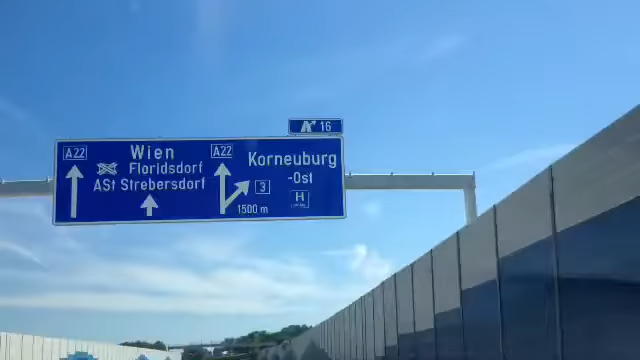 16
A22
Wien
A22
Floridsdorf
ASt Strebersdorf
Korneuburg
-Ost
3
H
1500 m